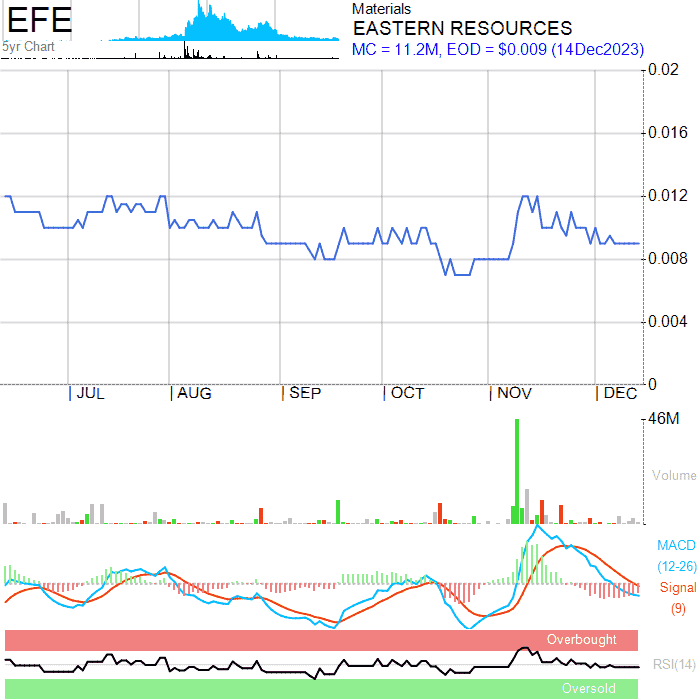 EFE
5yr Chart
Materials
EASTERN RESOURCES
MC = 11.2M, EOD = $0.009 (14Dec2023)
0.02
0.016
0.012
0.008
0.004
0
JUL AUG SEP OCT NOV DEC
46M
Volume
MACD
(12-26)
Signal
(9)
Overbought
RSI(14)
Oversold